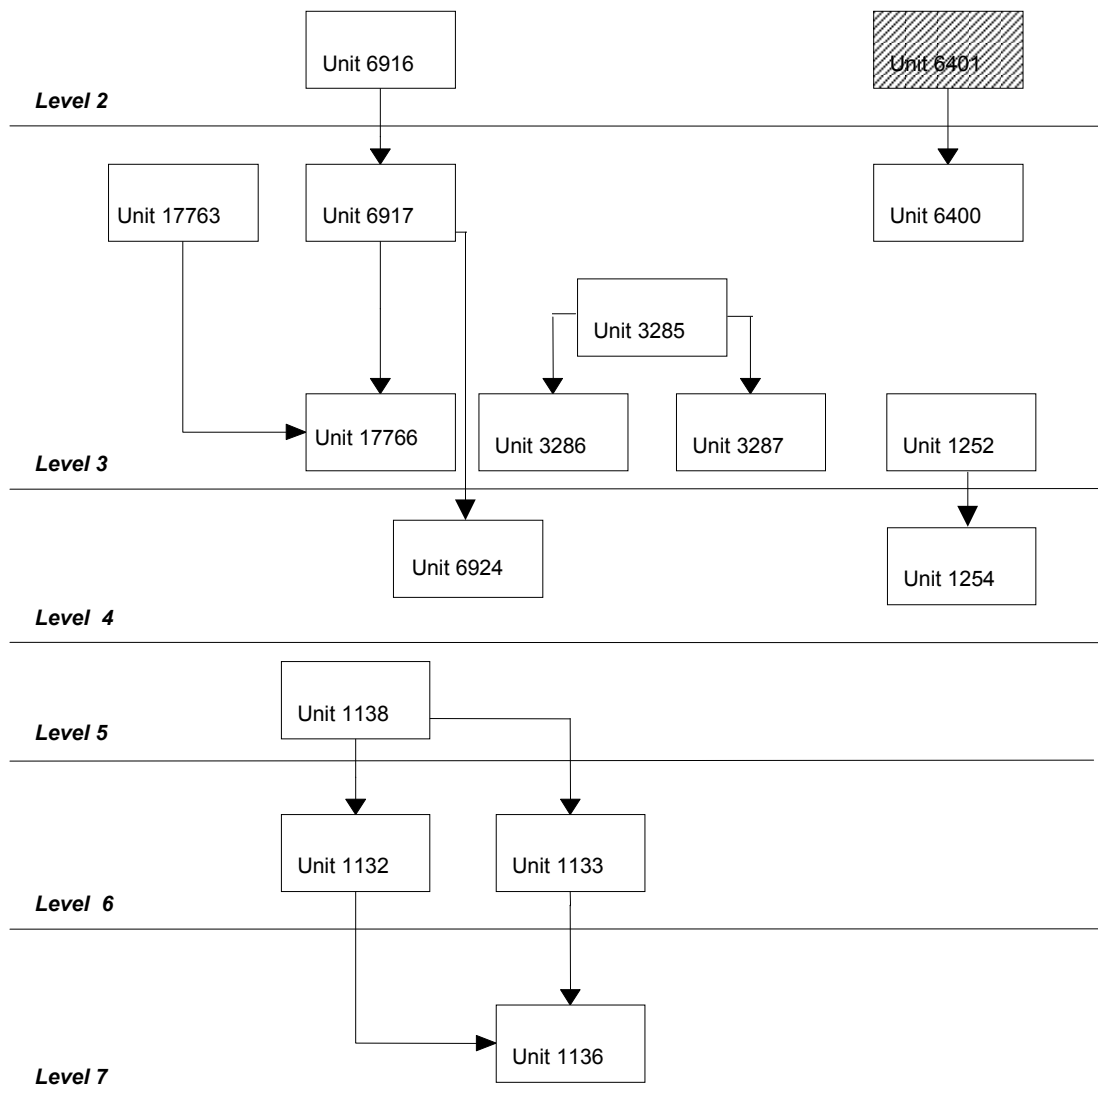 Unit 6916
Unit 6401
Level 2
Unit 17763
Unit 6917
Unit 6400
Unit 3285
Unit 17766
Unit 3286
Unit 3287
Unit 1252
Level 3
Unit 6924
Unit 1254
Level 4
Unit 1138
Level 5
Unit 1132
Unit 1133
Level 6
Unit 1136
Level 7